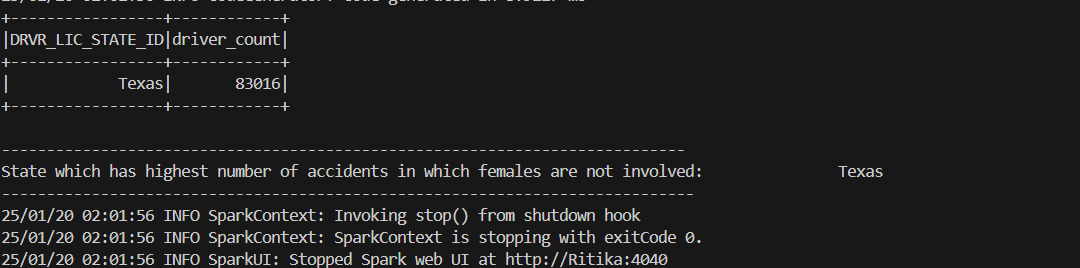 +-----------------+------------+
|DRVR_LIC_STATE_ID|driver_count|
+-----------------+------------+
|            Texas|       83016|
+-----------------+------------+
----------------------------------------------------------------------------
State which has highest number of accidents in which females are not involved:               Texas
-----------------------------------------------------------------------------
25/01/20 02:01:56 INFO SparkContext: Invoking stop() from shutdown hook
25/01/20 02:01:56 INFO SparkContext: SparkContext is stopping with exitCode 0.
25/01/20 02:01:56 INFO SparkUI: Stopped Spark web UI at http://Ritika:4040